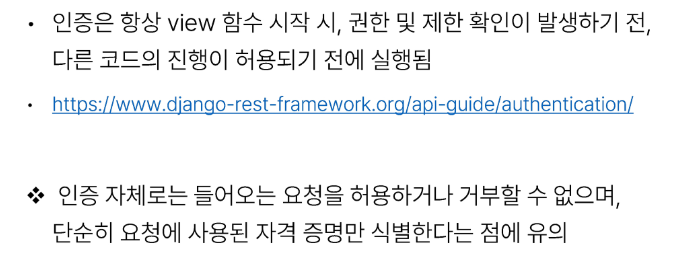 • 인증은 항상 view 함수 시작 시, 권한 및 제한 확인이 발생하기 전,
다른 코드의 진행이 허용되기 전에 실행됨
• https://www.django-rest-framework.org/api-guide/authentication/
❖ 인증 자체로는 들어오는 요청을 허용하거나 거부할 수 없으며,
단순히 요청에 사용된 자격 증명만 식별한다는 점에 유의